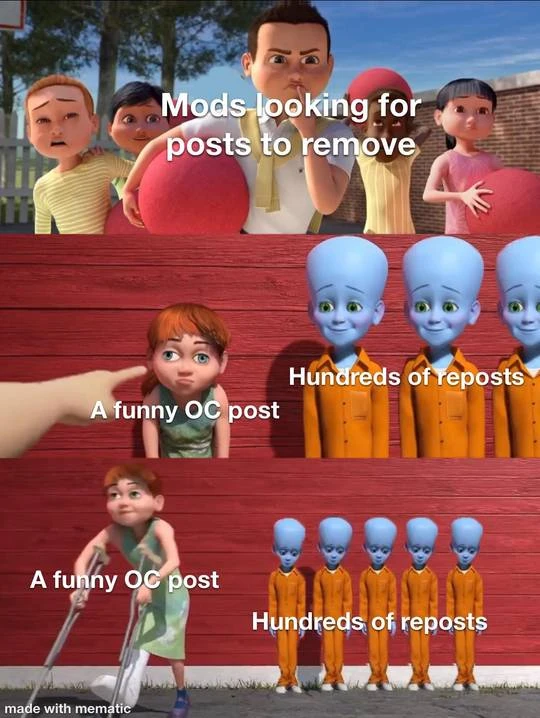 Mods looking for
posts to remove
Hundreds of reposts
A funny OC post
A funny OC post
Hundreds of reposts
made with mematic